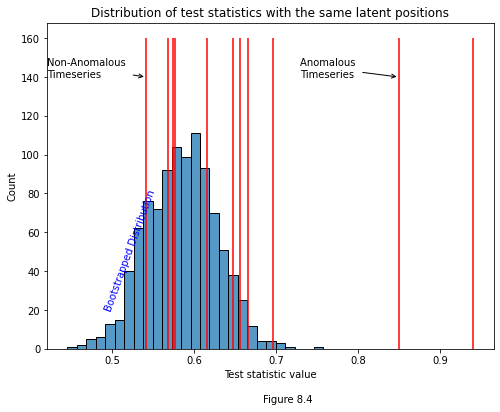 Distribution of test statistics with the same latent positions
160
140
120
100
80
60
40
20
0
Count
Non-Anomalous
Timeseries
Anomalous
Timeseries
Bootstrapped Distribution
0.5 0.6 0.7 0.8 0.9
Test statistic value
Figure 8.4